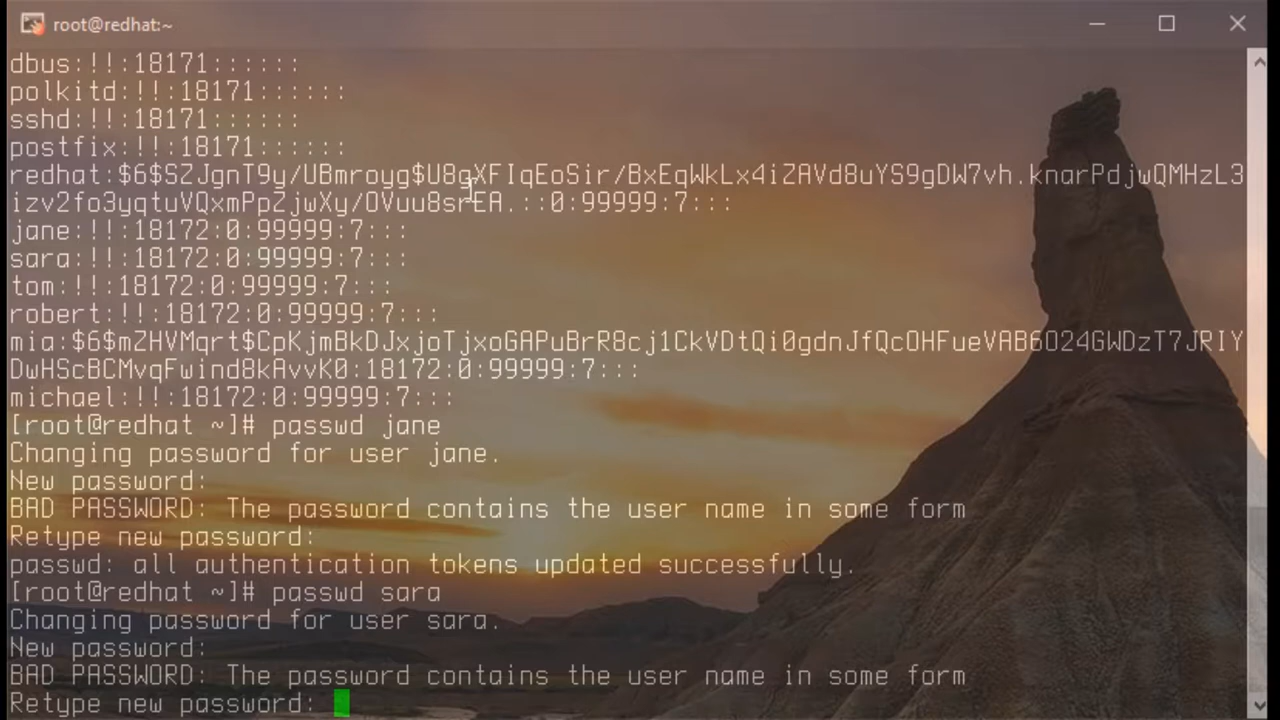 root@redhat:~
dbus:!!:18171::::::
polkitd:!!:18171::::::
sshd:!!:18171::::::
postfix:!!:18171::::::
redhat:$6$SZJgnT9y/UBmroyg$U8gXFIqEoSir/BxEqWkLx4iZAVd8uYS9gDW7vh.knarPdjwQMHzL3
izv2fo3yqtuVQxmPpZjwXy/OVuu8srEA.::0:99999:7:::
jane:!!:18172:0:99999:7:::
sara:!!:18172:0:99999:7:::
tom:!!:18172:0:99999:7:::
robert:!!:18172:0:99999:7:::
mia:$6$mZHVMqrt$CpKjmBkDJxjoTjxoGAPuBrR8cj1CkVDtQi0gdnJfQcOHFueVAB6O24GWDzT7JRIY
DwHScBCMvqFwind8kAvvK0:18172:0:99999:7:::
michael:!!:18172:0:99999:7:::
[root@redhat ~]# passwd jane
Changing password for user jane.
New password:
BAD PASSWORD: The password contains the user name in some form
Retype new password:
passwd: all authentication tokens updated successfully.
[root@redhat ~]# passwd sara
Changing password for user sara.
New password:
BAD PASSWORD: The password contains the user name in some form
Retype new password: